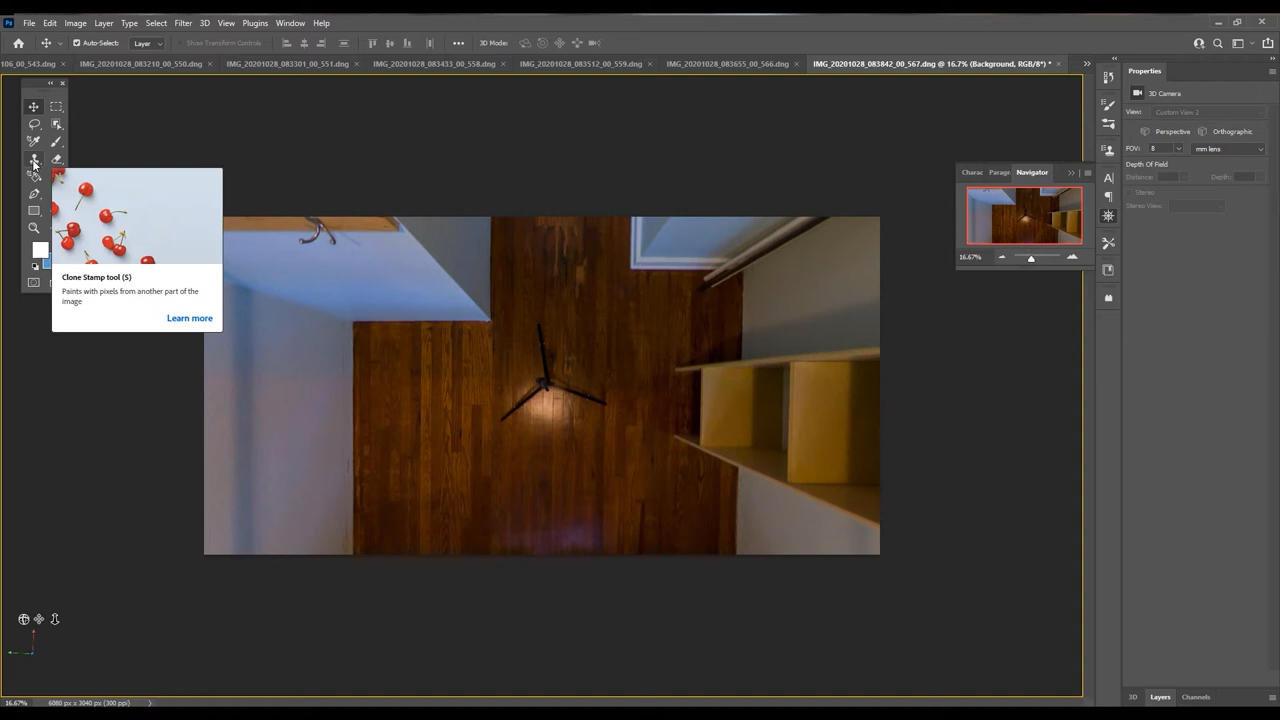 Ps File Edit Image Layer Type Select Filter 3D View Plugins Window Help
Auto-Select: Layer Show Transform Controls 3D Mode:
106_00_543.dng IMG_20201028_083210_00_550.dng IMG_20201028_083301_00_551.dng IMG_20201028_083433_00_558.dng IMG_20201028_083512_00_559.dng IMG_20201028_083655_00_566.dng IMG_20201028_083842_00_567.dng @ 16.7% (Background, RGB/8*) *
Properties
3D Camera
View: Custom View 2
Perspective Orthographic
FOV: 8 mm lens
Depth Of Field
Distance: Depth:
Stereo
Stereo View:
Charac Paragr Navigator
16.67%
Clone Stamp tool (S)
Paints with pixels from another part of the
image
Learn more
3D Layers Channels
16.67% 6080 px x 3040 px (300 ppi)